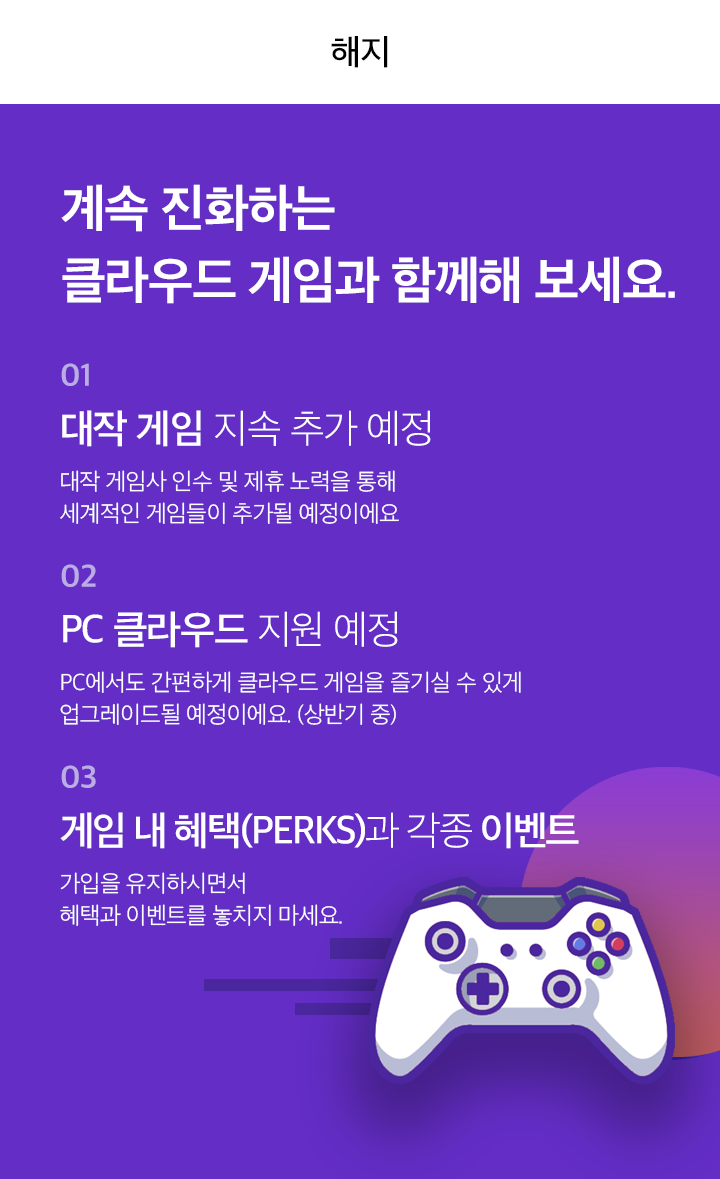 해지
계속 진화하는
클라우드 게임과 함께해 보세요.
01
대작 게임 지속 추가 예정
대작 게임사 인수 및 제휴 노력을 통해
세계적인 게임들이 추가될 예정이에요
02
PC 클라우드 지원 예정
PC에서도 간편하게 클라우드 게임을 즐기실 수 있게
업그레이드될 예정이에요. (상반기 중)
03
게임 내 혜택(PERKS)과 각종 이벤트
가입을 유지하시면서
혜택과 이벤트를 놓치지 마세요.